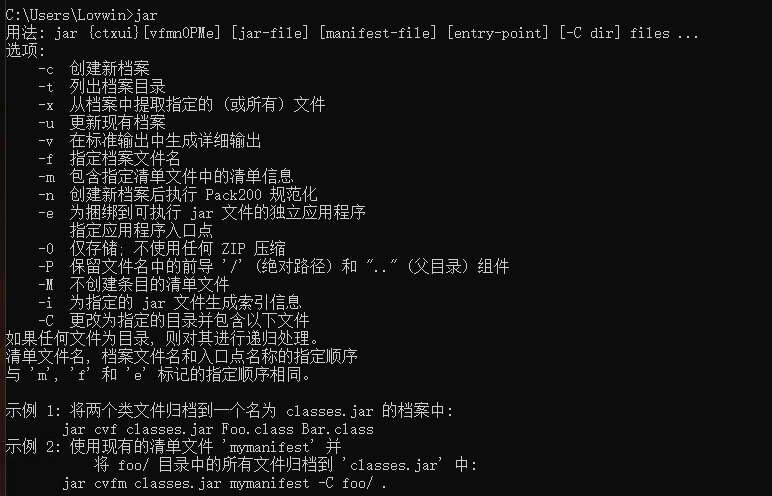 C:\Users\Lovwin>jar
用法: jar {ctxui}[vfmn0PMe] [jar-file] [manifest-file] [entry-point] [-C dir] files ...
选项:
-c 创建新档案
-t 列出档案目录
-x 从档案中提取指定的 (或所有) 文件
-u 更新现有档案
-v 在标准输出中生成详细输出
-f 指定档案文件名
-m 包含指定清单文件中的清单信息
-n 创建新档案后执行 Pack200 规范化
-e 为捆绑到可执行 jar 文件的独立应用程序
指定应用程序入口点
-0 仅存储; 不使用任何 ZIP 压缩
-P 保留文件名中的前导 '/' (绝对路径) 和 ".." (父目录) 组件
-M 不创建条目的清单文件
-i 为指定的 jar 文件生成索引信息
-C 更改为指定的目录并包含以下文件
如果任何文件为目录, 则对其进行递归处理。
清单文件名, 档案文件名和入口点名称的指定顺序
与 'm', 'f' 和 'e' 标记的指定顺序相同。
示例 1: 将两个类文件归档到一个名为 classes.jar 的档案中:
jar cvf classes.jar Foo.class Bar.class
示例 2: 使用现有的清单文件 'mymanifest' 并
将 foo/ 目录中的所有文件归档到 'classes.jar' 中:
jar cvfm classes.jar mymanifest -C foo/ .